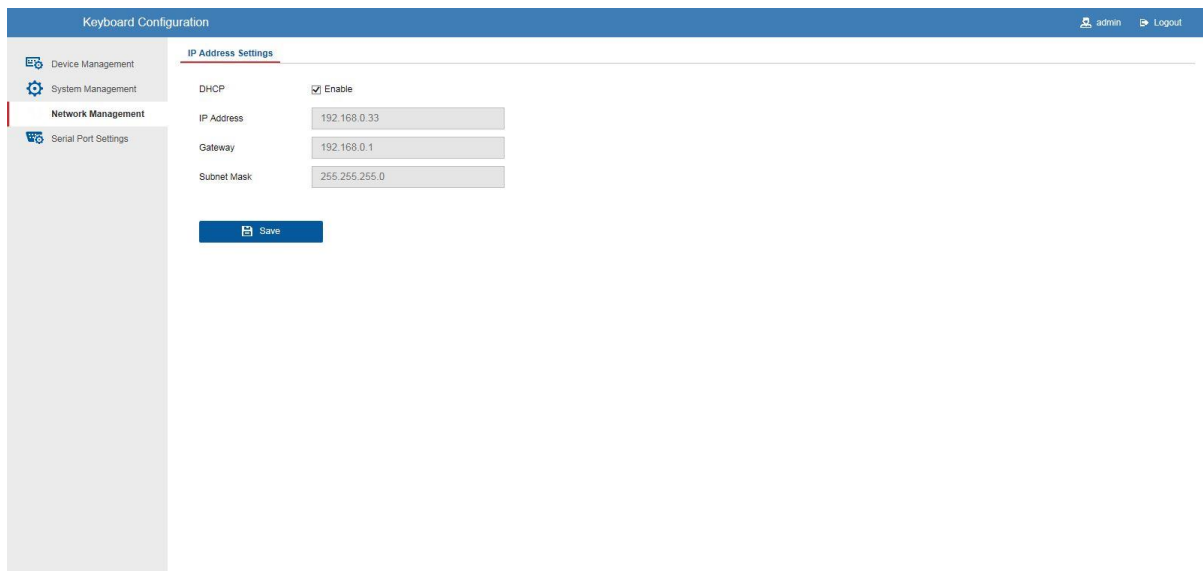 Keyboard Configuration
admin
Logout
Device Management
System Management
Network Management
Serial Port Settings
IP Address Settings
DHCP
Enable
IP Address
192.168.0.33
Gateway
192.168.0.1
Subnet Mask
255.255.255.0
Save